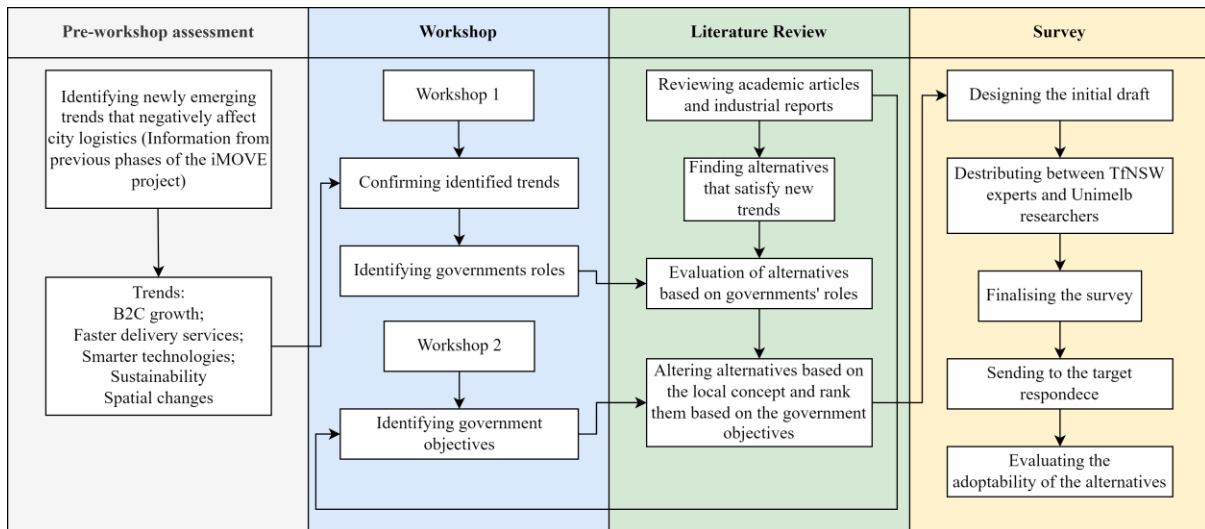 Pre-workshop assessment
Workshop
Literature Review
Survey
Identifying newly emerging
trends that negatively affect
city logistics (Information from
previous phases of the iMOVE
project)
Trends:
B2C growth;
Faster delivery services;
Smarter technologies;
Sustainability
Spatial changes
Workshop 1
Confirming identified trends
Identifying governments roles
Workshop 2
Identifying government
objectives
Reviewing academic articles
and industrial reports
Finding alternatives
that satisfy new
trends
Evaluation of alternatives
based on governments' roles
Altering alternatives based on
the local concept and rank
them based on the government
objectives
Designing the initial draft
Destributing between TfNSW
experts and Unimelb
researchers
Finalising the survey
Sending to the target
respondece
Evaluating the
adoptability of the alternatives